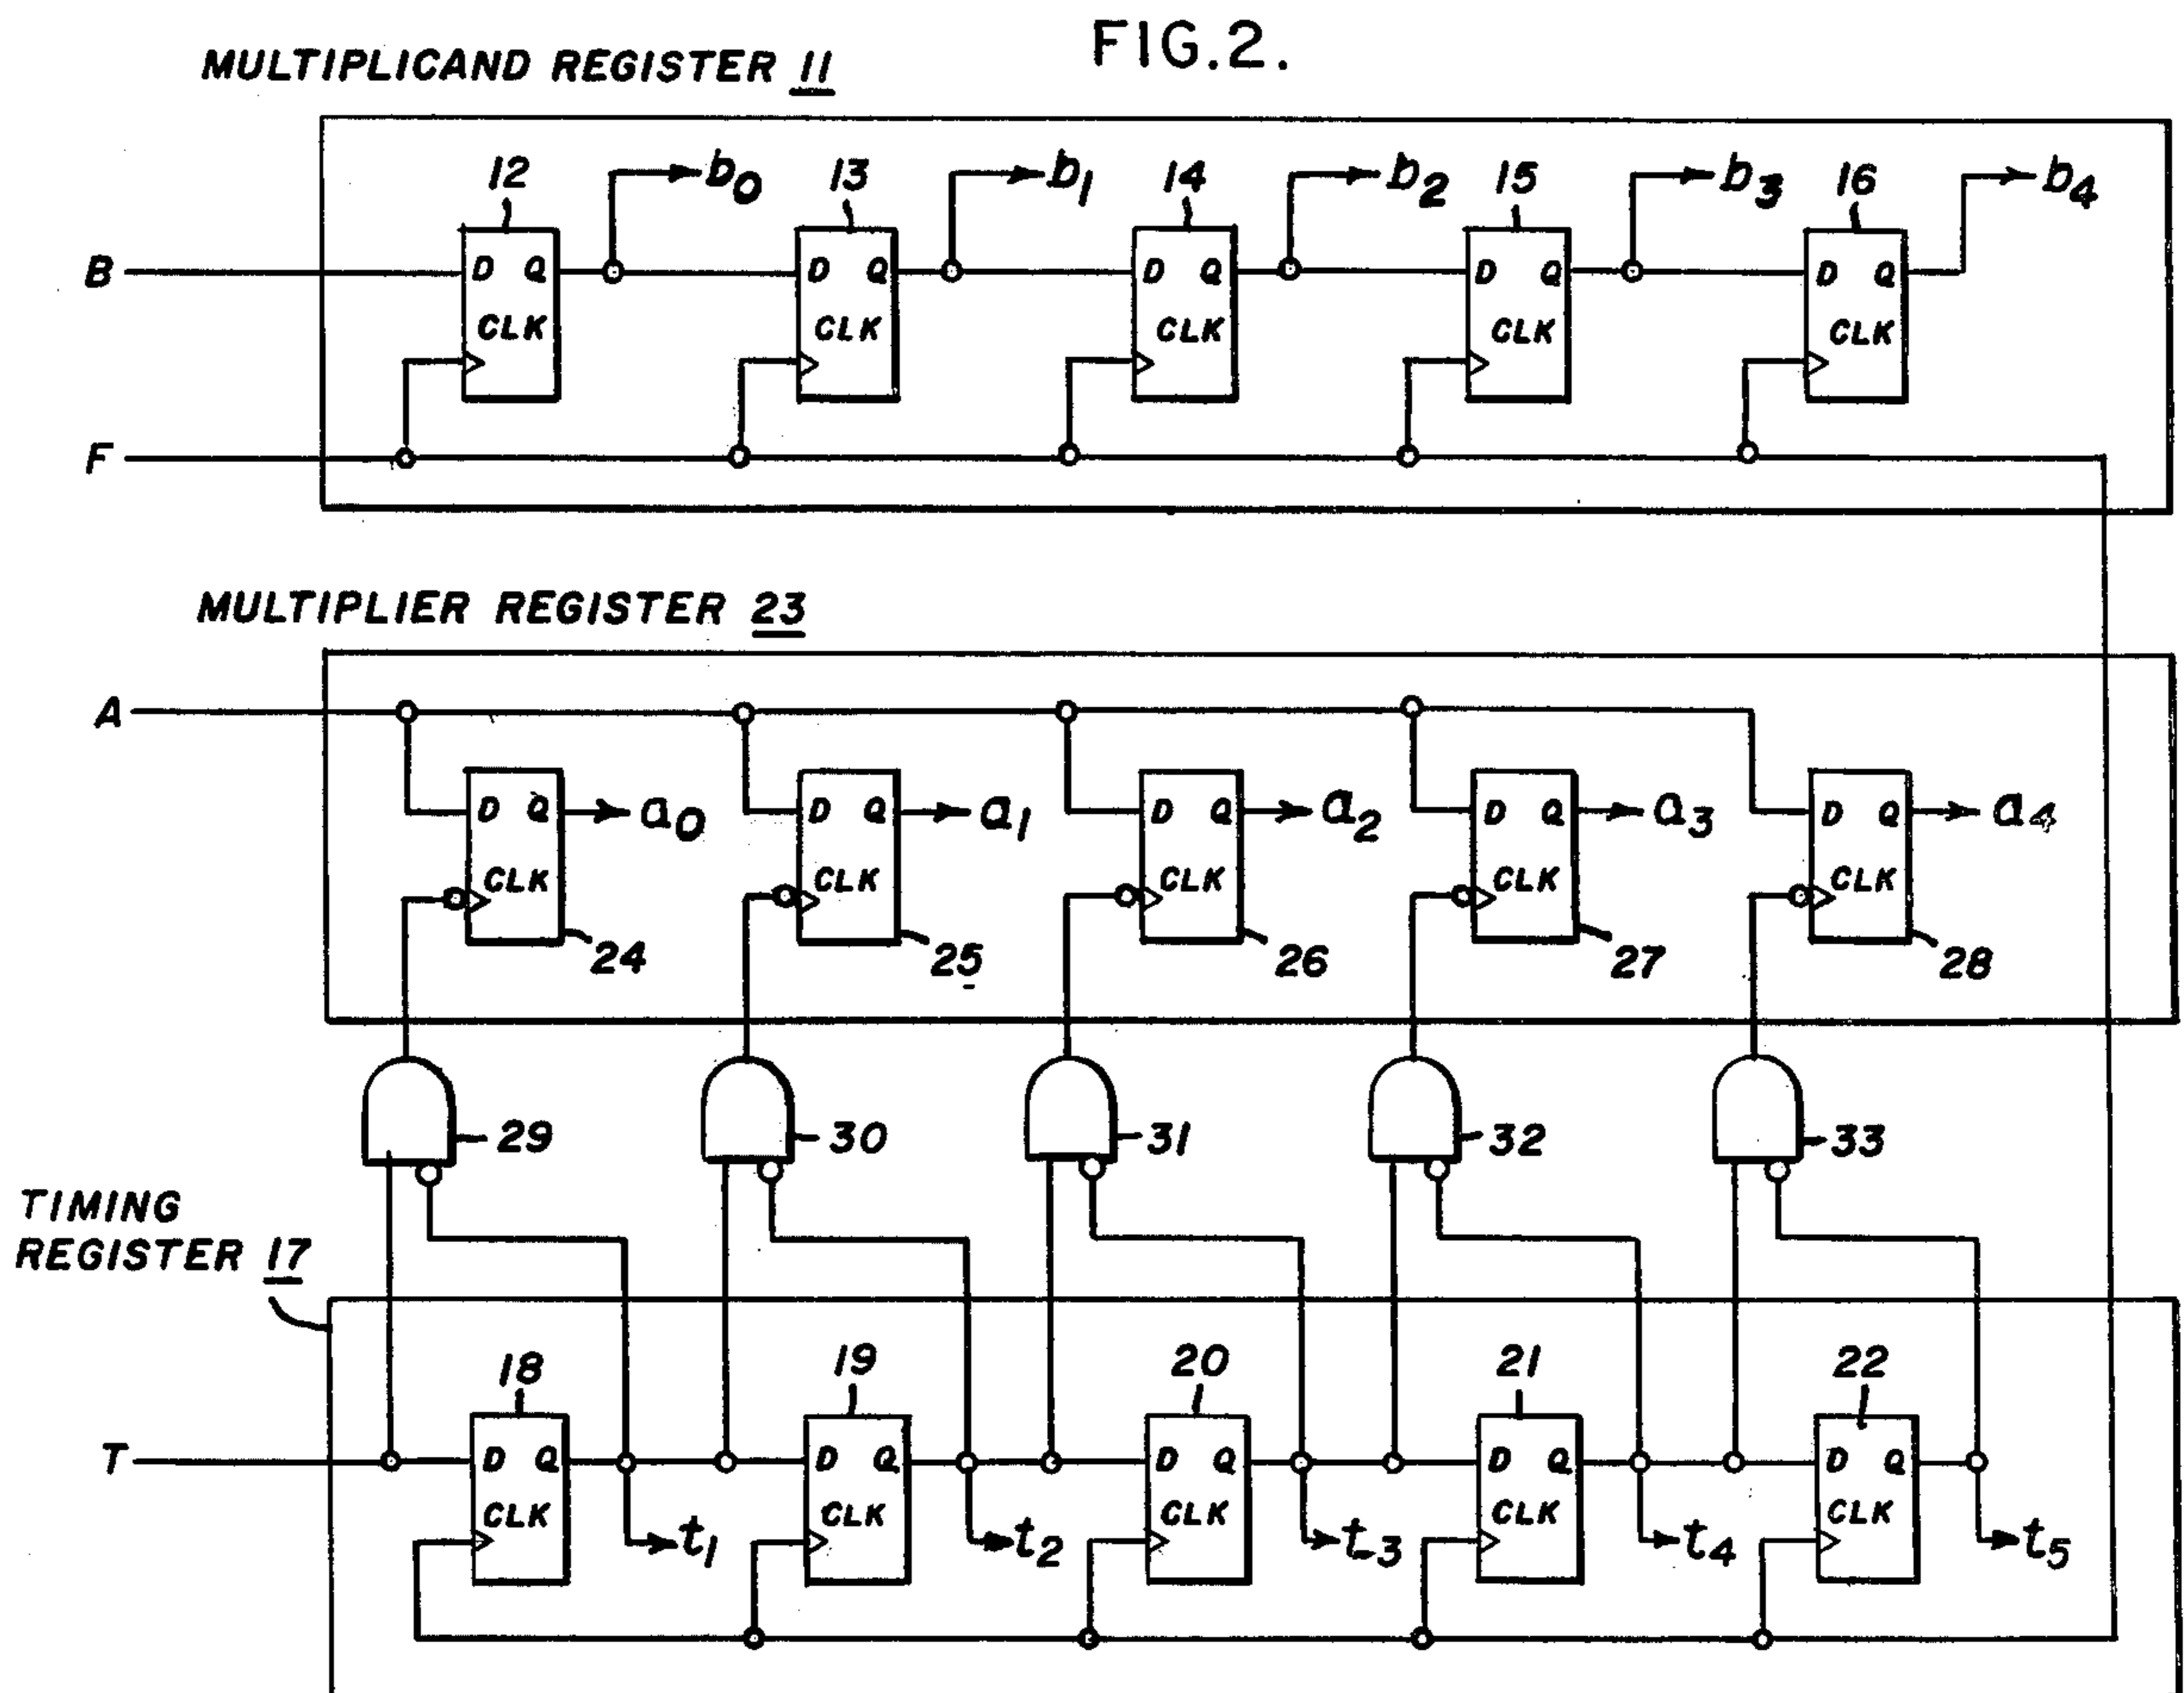 FIG.2.
MULTIPLICAND REGISTER 11
12 b0 13 b1 14 b2 15 b3 16 b4
B D Q D Q D Q D Q D Q
CLK CLK CLK CLK CLK
F
MULTIPLIER REGISTER 23
A
D Q a0 D Q a1 D Q a2 D Q a3 D Q a4
CLK CLK CLK CLK CLK
24 25 26 27 28
29 30 31 32 33
TIMING
REGISTER 17
18 19 20 21 22
T D Q D Q D Q D Q D Q
CLK CLK CLK CLK CLK
t1 t2 t3 t4 t5